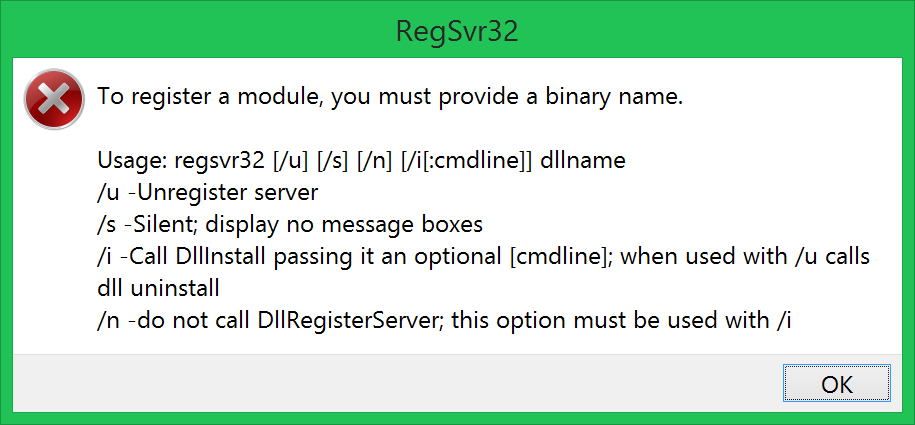 RegSvr32
To register a module, you must provide a binary name.
Usage: regsvr32 [/u] [/s] [/n] [/i[:cmdline]] dllname
/u -Unregister server
/s -Silent; display no message boxes
/i -Call DllInstall passing it an optional [cmdline]; when used with /u calls
dll uninstall
/n -do not call DllRegisterServer; this option must be used with /i
OK